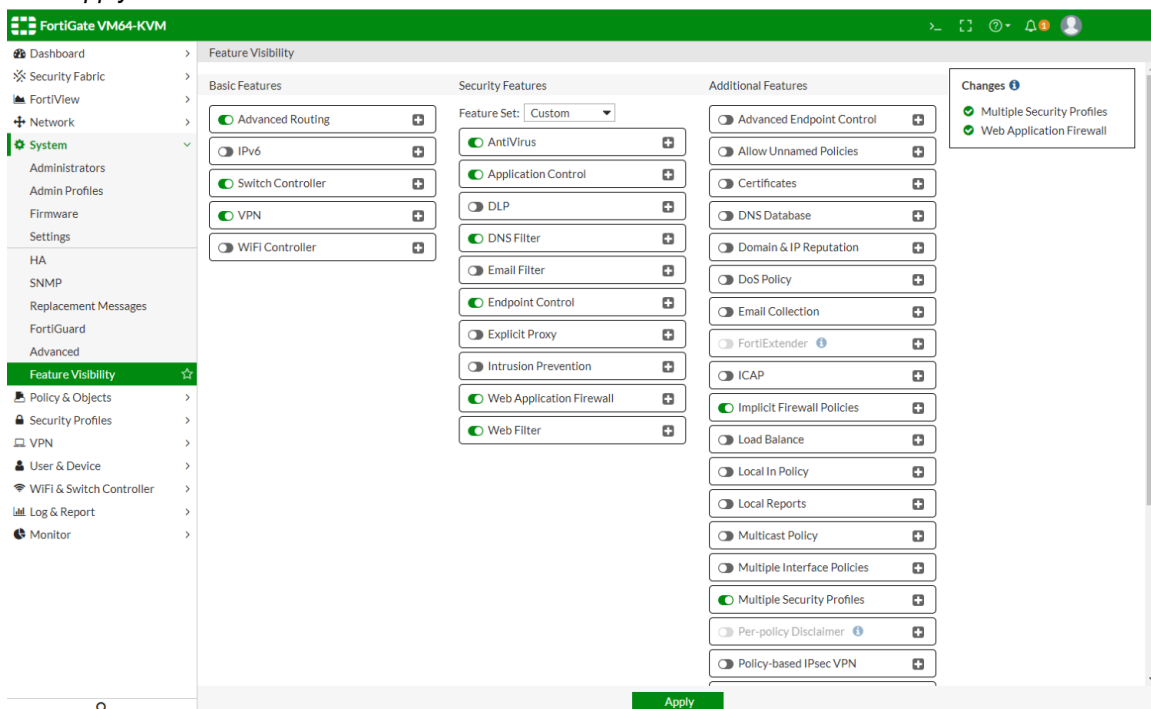 FortiGate VM64-KVM
>_
1
Dashboard
Security Fabric
FortiView
Network
System
Administrators
Admin Profiles
Firmware
Settings
HA
SNMP
Replacement Messages
FortiGuard
Advanced
Feature Visibility
Policy & Objects
Security Profiles
VPN
User & Device
WiFi & Switch Controller
Log & Report
Monitor
Feature Visibility
Basic Features
Advanced Routing
IPv6
Switch Controller
VPN
WiFi Controller
Security Features
Feature Set: Custom
AntiVirus
Application Control
DLP
DNS Filter
Email Filter
Endpoint Control
Explicit Proxy
Intrusion Prevention
Web Application Firewall
Web Filter
Additional Features
Advanced Endpoint Control
Allow Unnamed Policies
Certificates
DNS Database
Domain & IP Reputation
DoS Policy
Email Collection
FortiExtender
ICAP
Implicit Firewall Policies
Load Balance
Local In Policy
Local Reports
Multicast Policy
Multiple Interface Policies
Multiple Security Profiles
Per-policy Disclaimer
Policy-based IPsec VPN
Changes
Multiple Security Profiles
Web Application Firewall
Apply